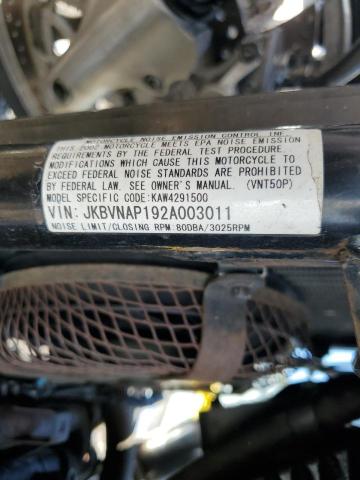 MOTORCYCLE NOISE EMISSION CONTROL INF
THIS 2002 MOTORCYCLE MEETS EPA NOISE EMISSION
REQUIREMENTS BY THE FEDERAL TEST PROCEDURE.
MODIFICATIONS WHICH CAUSE THIS MOTORCYCLE TO
EXCEED FEDERAL NOISE STANDARDS ARE PROHIBITED
BY FEDERAL LAW. SEE OWNER'S MANUAL. (VNT50P)
MODEL SPECIFIC CODE:KAW4291500
VIN: JKBVNAP192A003011
NOISE LIMIT/CLOSING RPM:80DBA/3025RPM